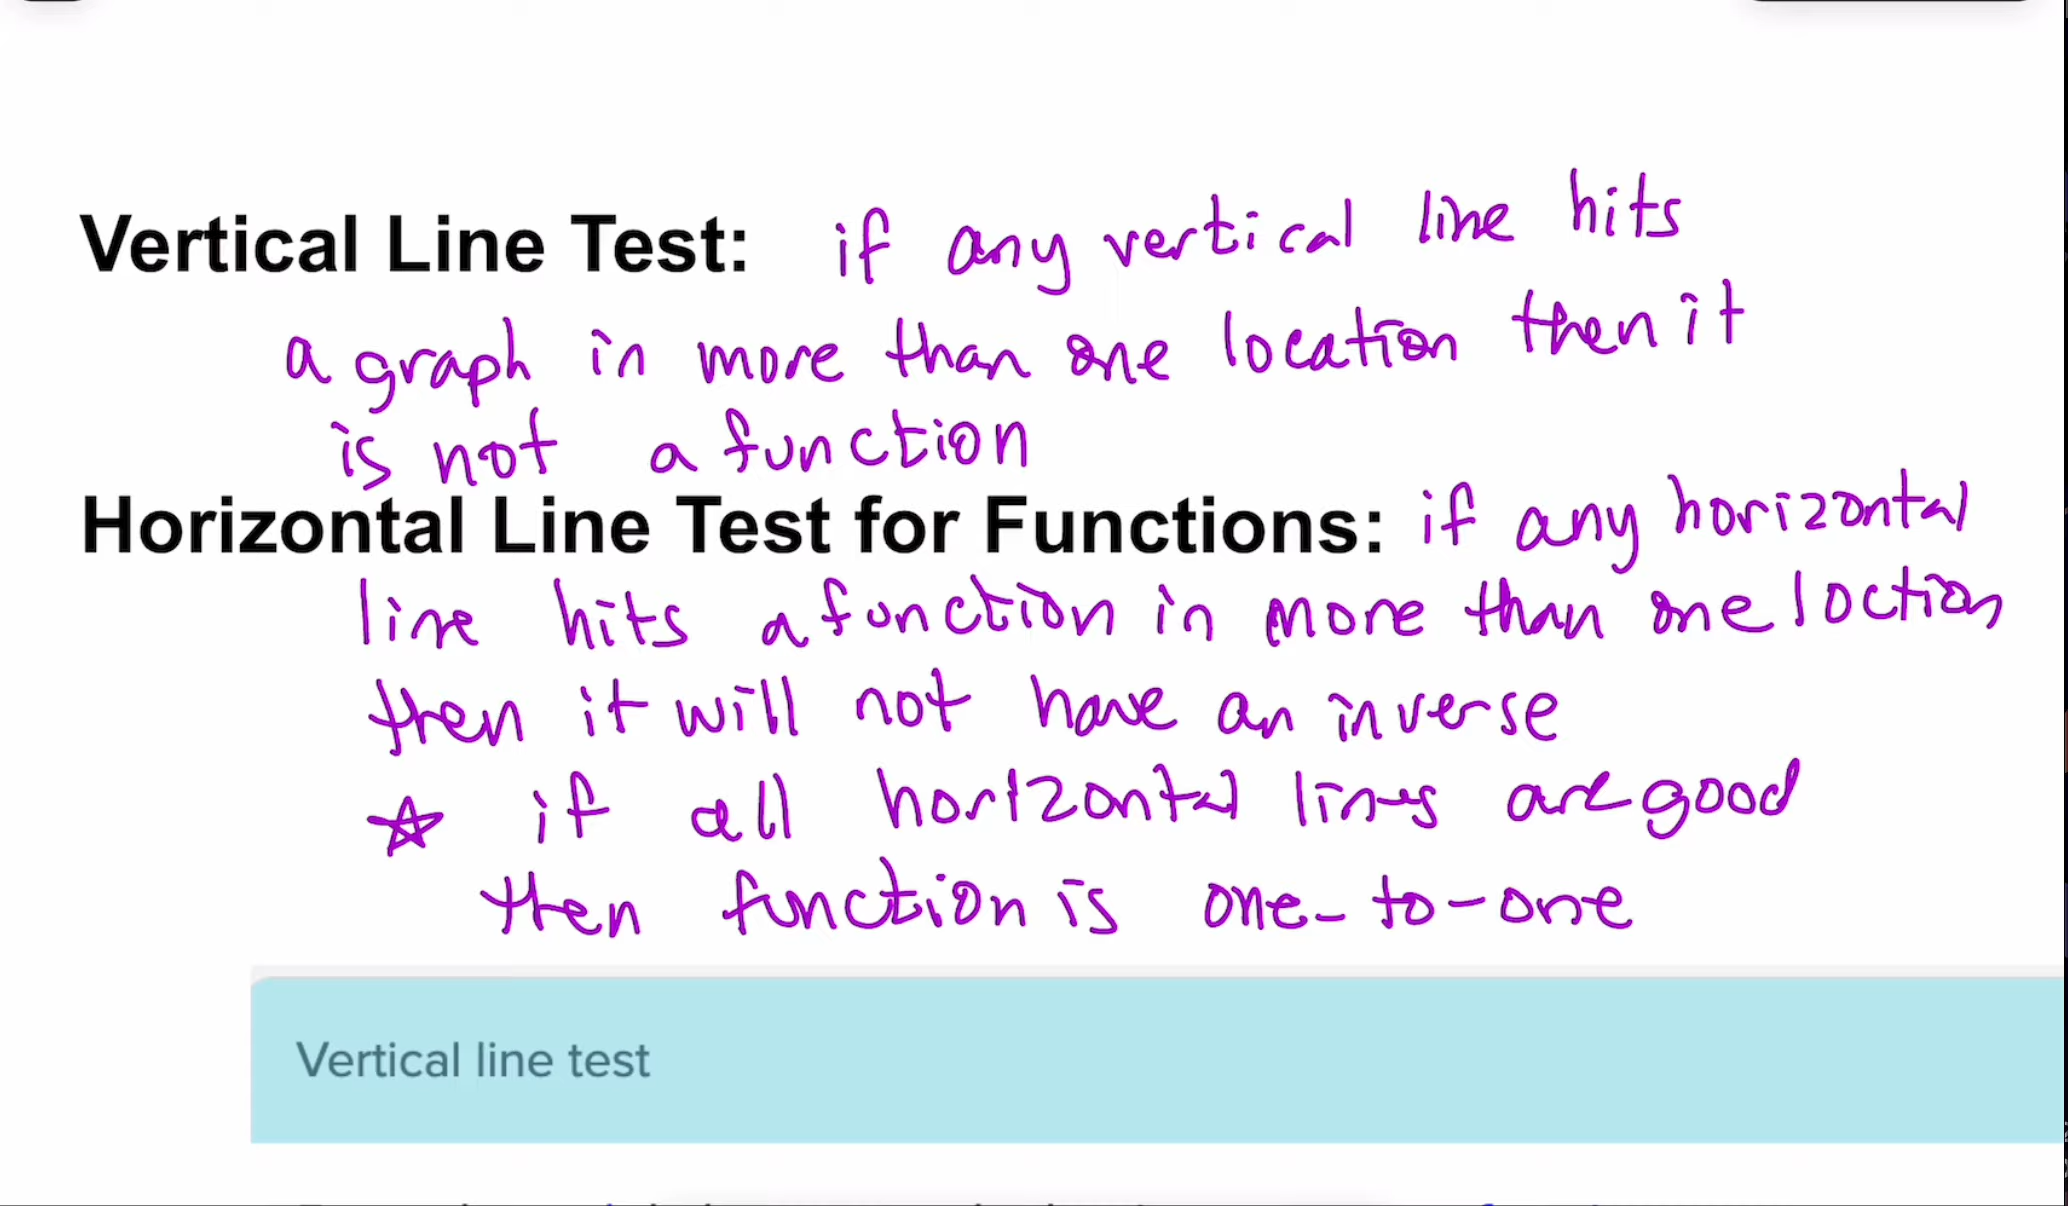 Vertical Line Test: if any vertical line hits
a graph in more than one location then it
is not a function
Horizontal Line Test for Functions: if any horizontal
line hits a function in more than one loction
then it will not have an inverse
☆ if all horizontal lines are good
then function is one-to-one
Vertical line test